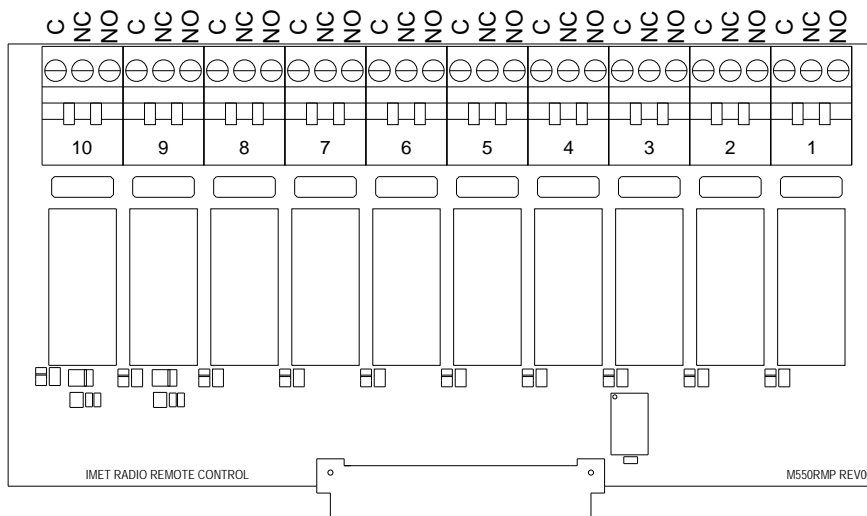 C NC NO C NC NO C NC NO C NC NO C NC NO C NC NO C NC NO C NC NO C NC NO C NC NO
10 9 8 7 6 5 4 3 2 1
IMET RADIO REMOTE CONTROL M550RMP REV0